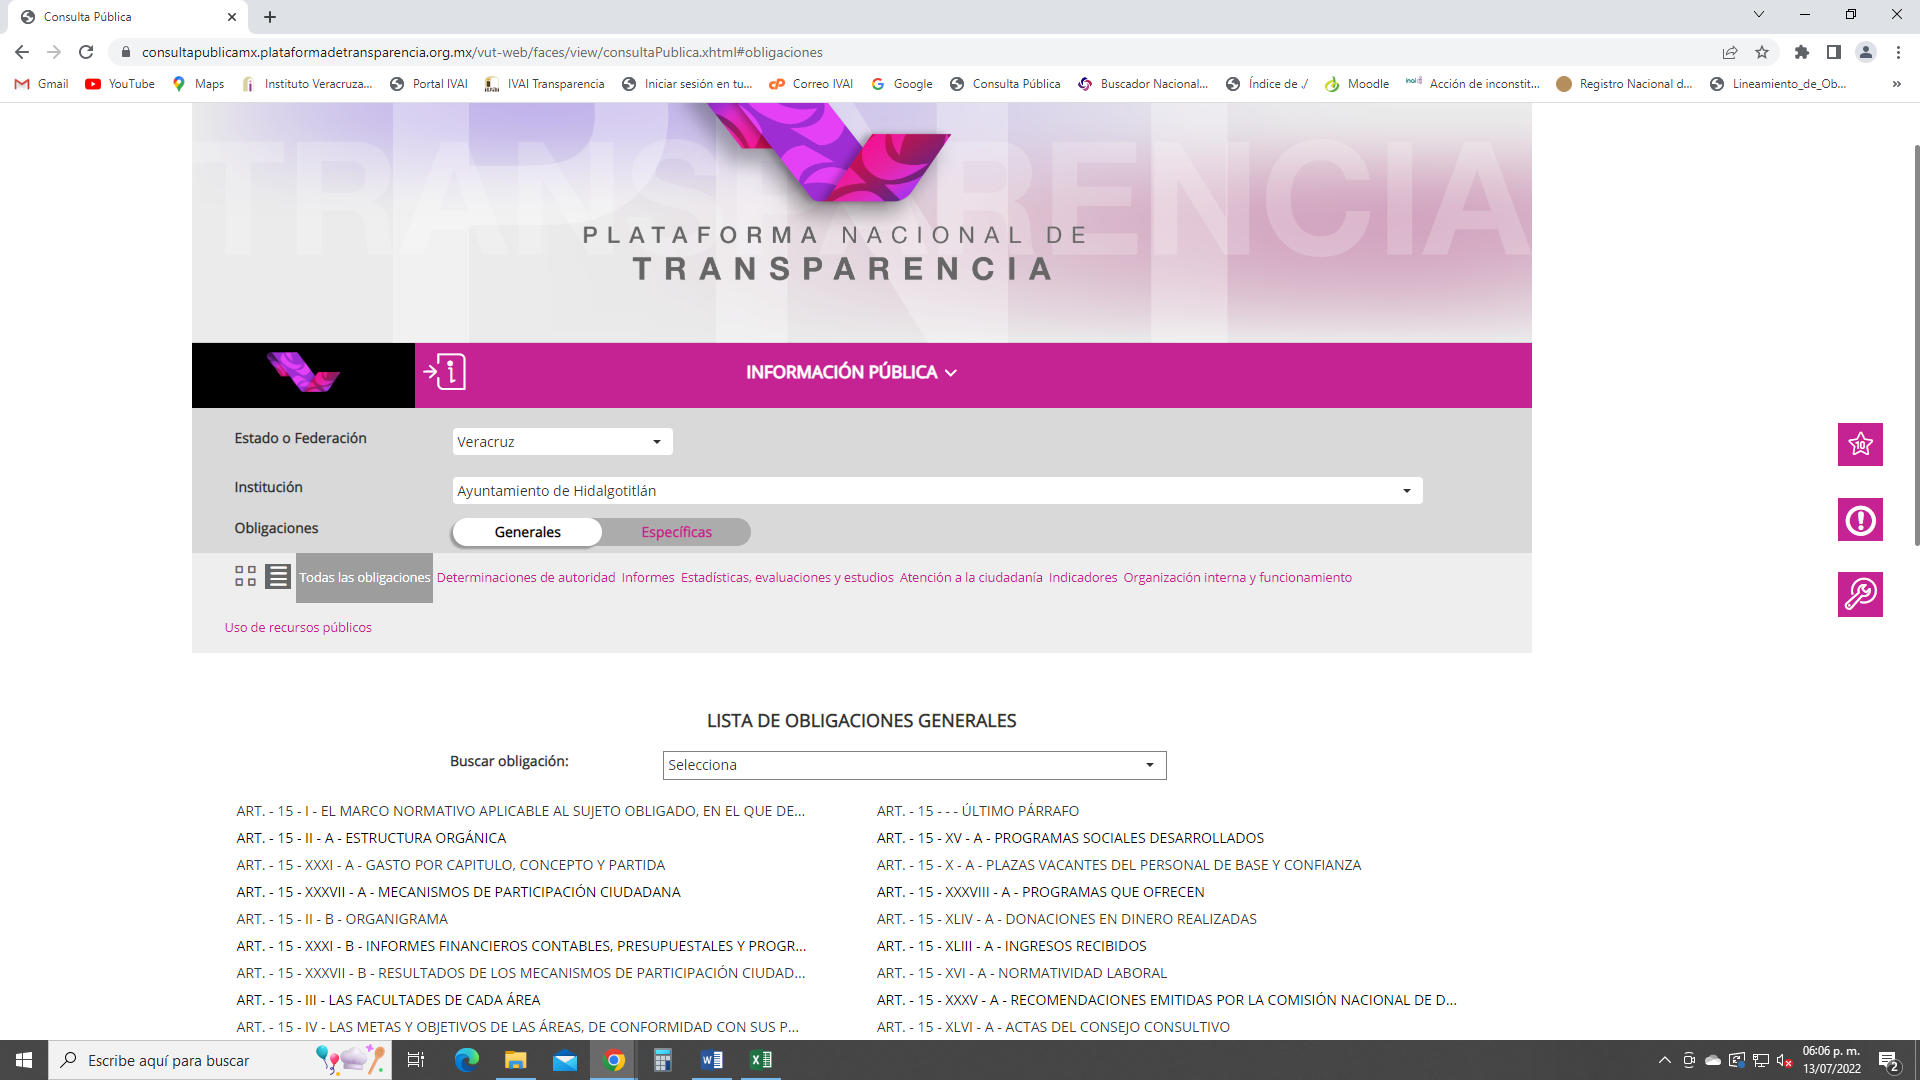 Consulta Pública
consultapublicamx.plataformadetransparencia.org.mx/vut-web/faces/view/consultaPublica.xhtml#obligaciones
Gmail YouTube Maps Instituto Veracruza... Portal IVAI IVAI Transparencia Iniciar sesión en tu... Correo IVAI Google Consulta Pública Buscador Nacional... Índice de ./ Moodle Acción de inconstit... Registro Nacional d... Lineamiento_de_Ob... »
TRANSPARENCIA
PLATAFORMA NACIONAL DE
TRANSPARENCIA
INFORMACIÓN PÚBLICA
Estado o Federación Veracruz
Institución Ayuntamiento de Hidalgotitlán
Obligaciones Generales Específicas
Todas las obligaciones Determinaciones de autoridad Informes Estadísticas, evaluaciones y estudios Atención a la ciudadanía Indicadores Organización interna y funcionamiento
Uso de recursos públicos
10
LISTA DE OBLIGACIONES GENERALES
Buscar obligación: Selecciona
ART. - 15 - I - EL MARCO NORMATIVO APLICABLE AL SUJETO OBLIGADO, EN EL QUE DE...
ART. - 15 - II - A - ESTRUCTURA ORGÁNICA
ART. - 15 - XXXI - A - GASTO POR CAPITULO, CONCEPTO Y PARTIDA
ART. - 15 - XXXVII - A - MECANISMOS DE PARTICIPACIÓN CIUDADANA
ART. - 15 - II - B - ORGANIGRAMA
ART. - 15 - XXXI - B - INFORMES FINANCIEROS CONTABLES, PRESUPUESTALES Y PROGR...
ART. - 15 - XXXVII - B - RESULTADOS DE LOS MECANISMOS DE PARTICIPACIÓN CIUDAD...
ART. - 15 - III - LAS FACULTADES DE CADA ÁREA
ART. - 15 - IV - LAS METAS Y OBJETIVOS DE LAS ÁREAS, DE CONFORMIDAD CON SUS P...
ART. - 15 - - - ÚLTIMO PÁRRAFO
ART. - 15 - XV - A - PROGRAMAS SOCIALES DESARROLLADOS
ART. - 15 - X - A - PLAZAS VACANTES DEL PERSONAL DE BASE Y CONFIANZA
ART. - 15 - XXXVIII - A - PROGRAMAS QUE OFRECEN
ART. - 15 - XLIV - A - DONACIONES EN DINERO REALIZADAS
ART. - 15 - XLIII - A - INGRESOS RECIBIDOS
ART. - 15 - XVI - A - NORMATIVIDAD LABORAL
ART. - 15 - XXXV - A - RECOMENDACIONES EMITIDAS POR LA COMISIÓN NACIONAL DE D...
ART. - 15 - XLVI - A - ACTAS DEL CONSEJO CONSULTIVO
Escribe aquí para buscar
06:06 p. m.
13/07/2022
2